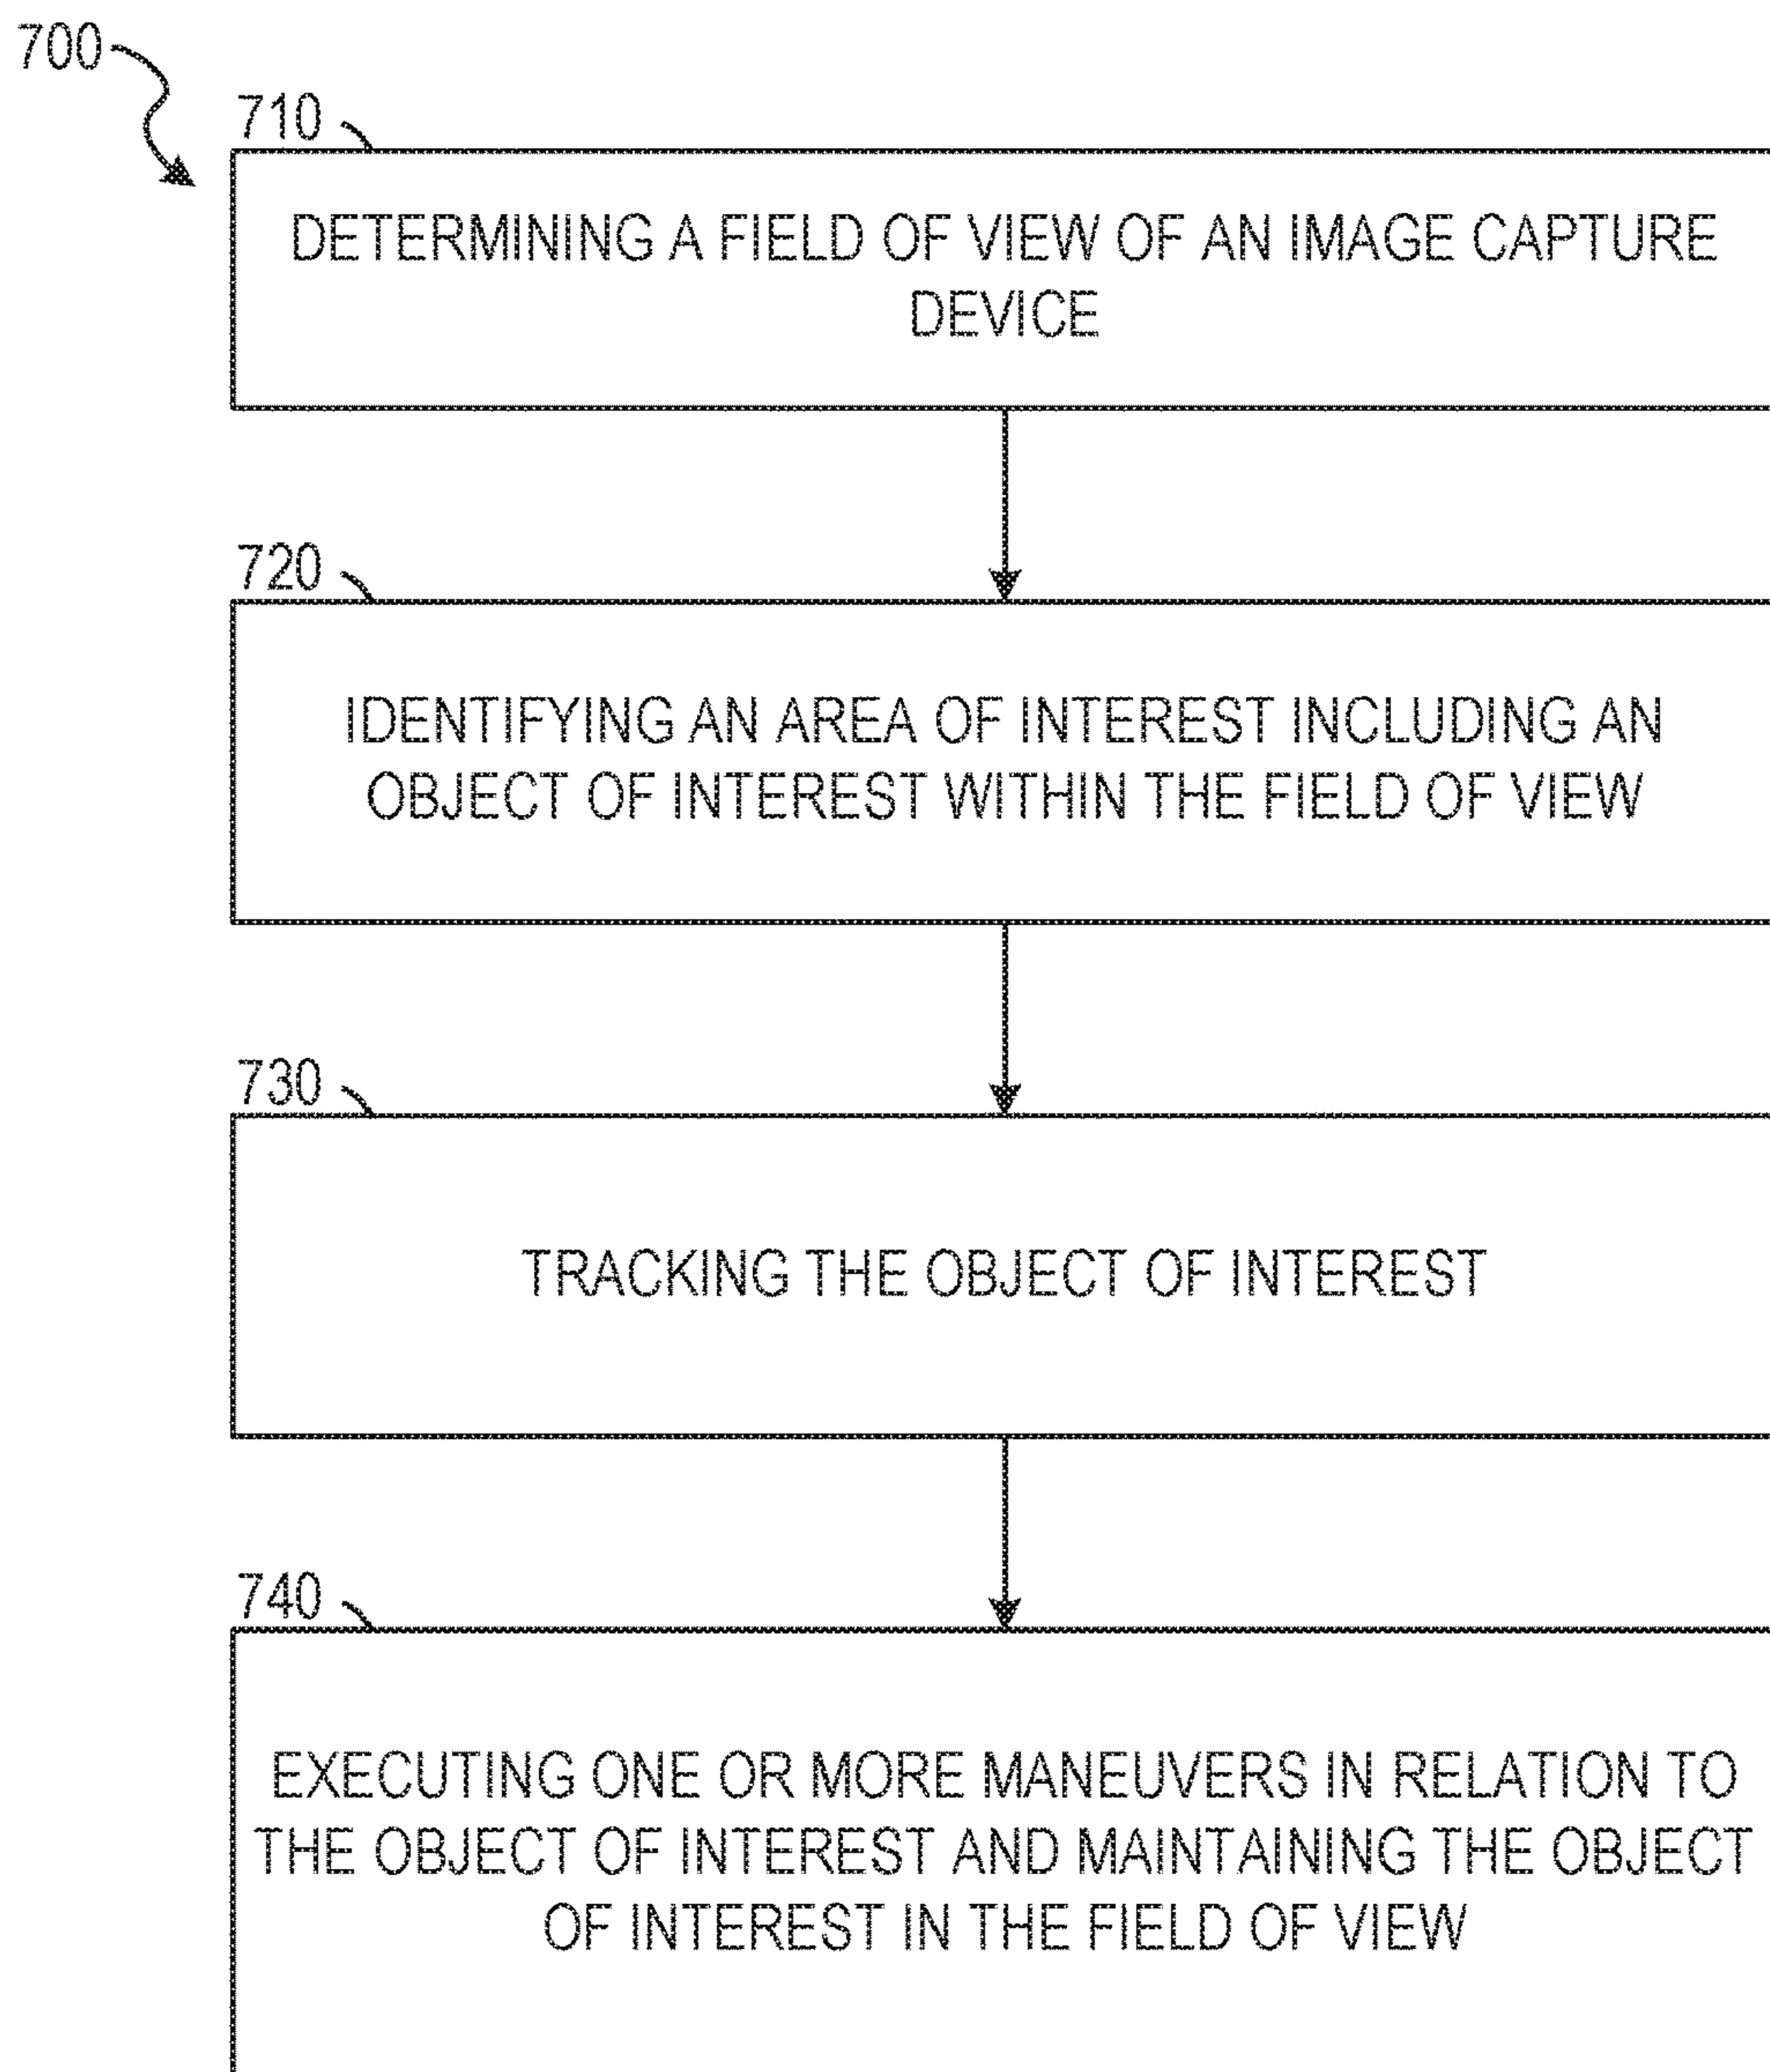 700
710
DETERMINING A FIELD OF VIEW OF AN IMAGE CAPTURE
DEVICE
720
IDENTIFYING AN AREA OF INTEREST INCLUDING AN
OBJECT OF INTEREST WITHIN THE FIELD OF VIEW
730
TRACKING THE OBJECT OF INTEREST
740
EXECUTING ONE OR MORE MANEUVERS IN RELATION TO
THE OBJECT OF INTEREST AND MAINTAINING THE OBJECT
OF INTEREST IN THE FIELD OF VIEW